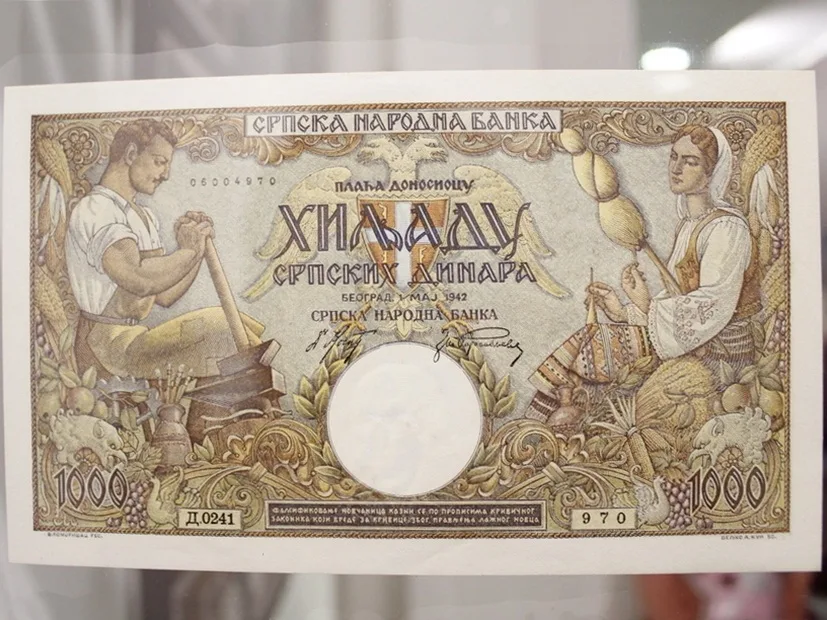 СРПСКА НАРОДНА БАНКА
06004970
ПЛАЋА ДОНОСИОЦУ
ХИЉАДУ
СРПСКИХ ДИНАРА
БЕОГРАД, 1 МАЈ 1942
СРПСКА НАРОДНА БАНКА
1000
1000
Д.0241
ФАЛСИФИКОВАЊЕ НОВЧАНИЦА КАЗНИ СЕ ПО ПРОПИСИМА КРИВИЧНОГ
ЗАКОНИКА КОЈИ ВРЕДЕ ЗА КРИВИЦЕ ЗБОГ ПРАВЉЕЊА ЛАЖНОГ НОВЦА
970